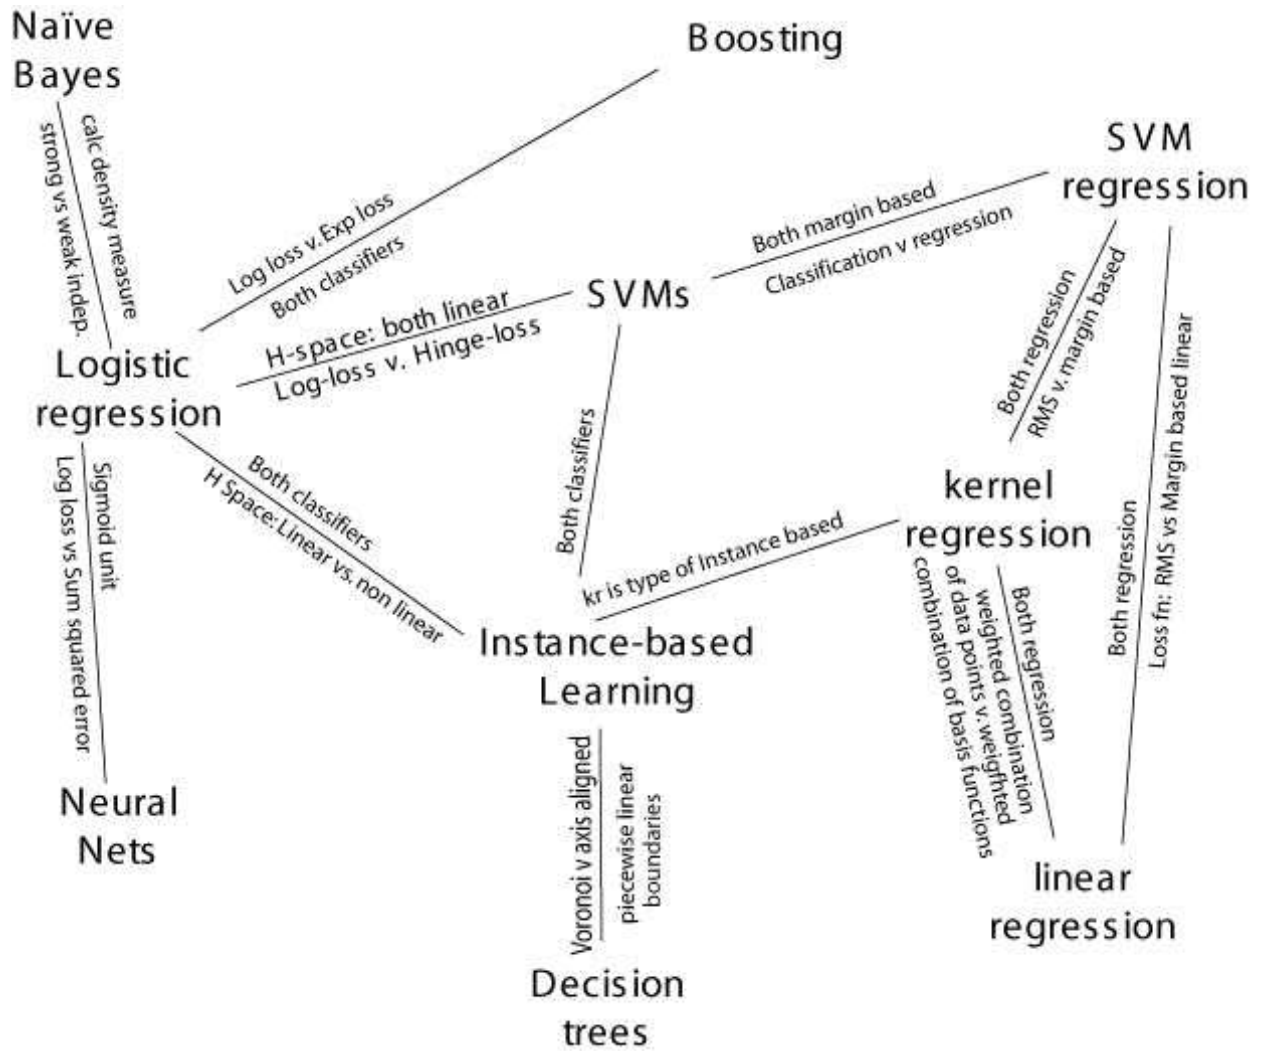 Naïve
Bayes
Boosting
SVM
regression
calc density measure
strong vs weak indep.
Log loss v. Exp loss
Both classifiers
Both margin based
Classification v regression
SVMs
H-space: both linear
Log-loss v. Hinge-loss
Logistic
regression
Both regression
RMS v. margin based
Both regression
Loss fn: RMS vs Margin based linear
Both classifiers
H Space: Linear vs. non linear
Both classifiers
Sigmoid unit
Log loss vs Sum squared error
kernel
regression
kr is type of Instance based
Instance-based
Learning
Both regression
weighted combination
of data points v. weigfhted
combination of basis functions
Voronoi v axis aligned
piecewise linear
boundaries
Neural
Nets
linear
regression
Decision
trees